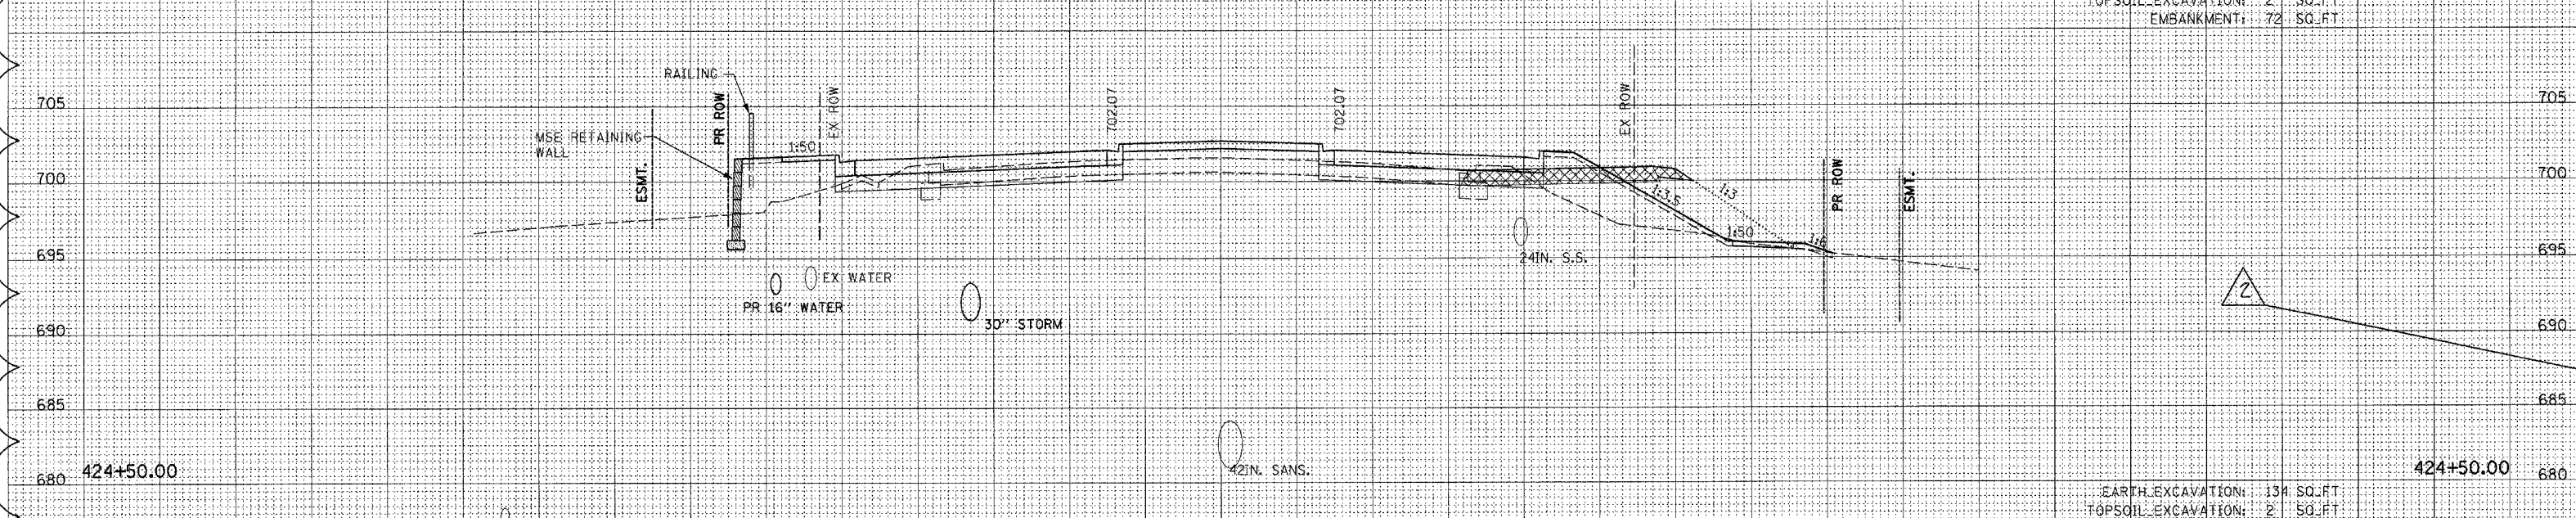 TOPSOIL EXCAVATION: 2 SQ FT
EMBANKMENT: 72 SQ FT
RAILING
705
PR ROW
EX ROW
702.07
702.07
EX ROW
705
MSE RETAINING
WALL
1:50
ESMT.
700
1:3
1:3.5
PR ROW
ESMT.
700
1:50
1:6
695
24IN. S.S.
695
EX WATER
PR 16" WATER
30" STORM
2
690
690
685
685
42IN. SANS.
680
424+50.00
424+50.00
680
EARTH EXCAVATION: 134 SQ FT
TOPSOIL EXCAVATION: 2 SQ FT